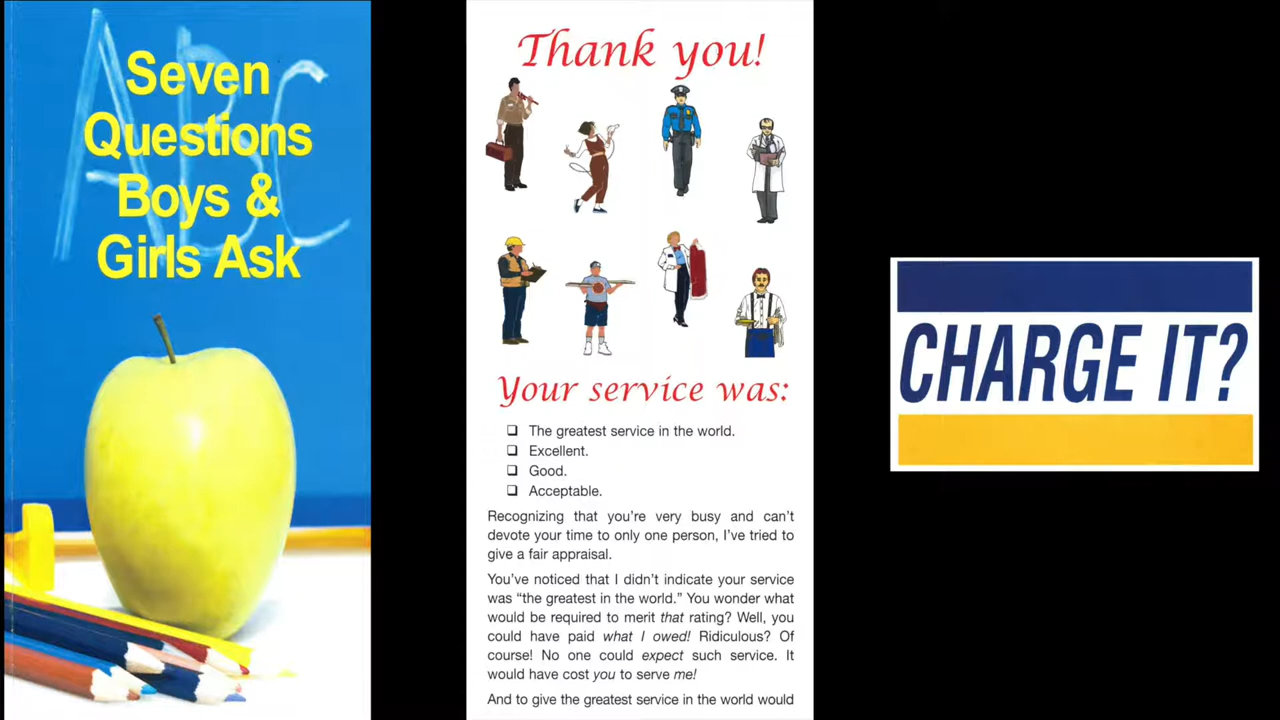 ABC
Seven
Questions
Boys &
Girls Ask
Thank you!
Your service was:
❑ The greatest service in the world.
❑ Excellent.
❑ Good.
❑ Acceptable.
Recognizing that you're very busy and can't
devote your time to only one person, I've tried to
give a fair appraisal.
You've noticed that I didn't indicate your service
was “the greatest in the world.” You wonder what
would be required to merit that rating? Well, you
could have paid what I owed! Ridiculous? Of
course! No one could expect such service. It
would have cost you to serve me!
And to give the greatest service in the world would
CHARGE IT?